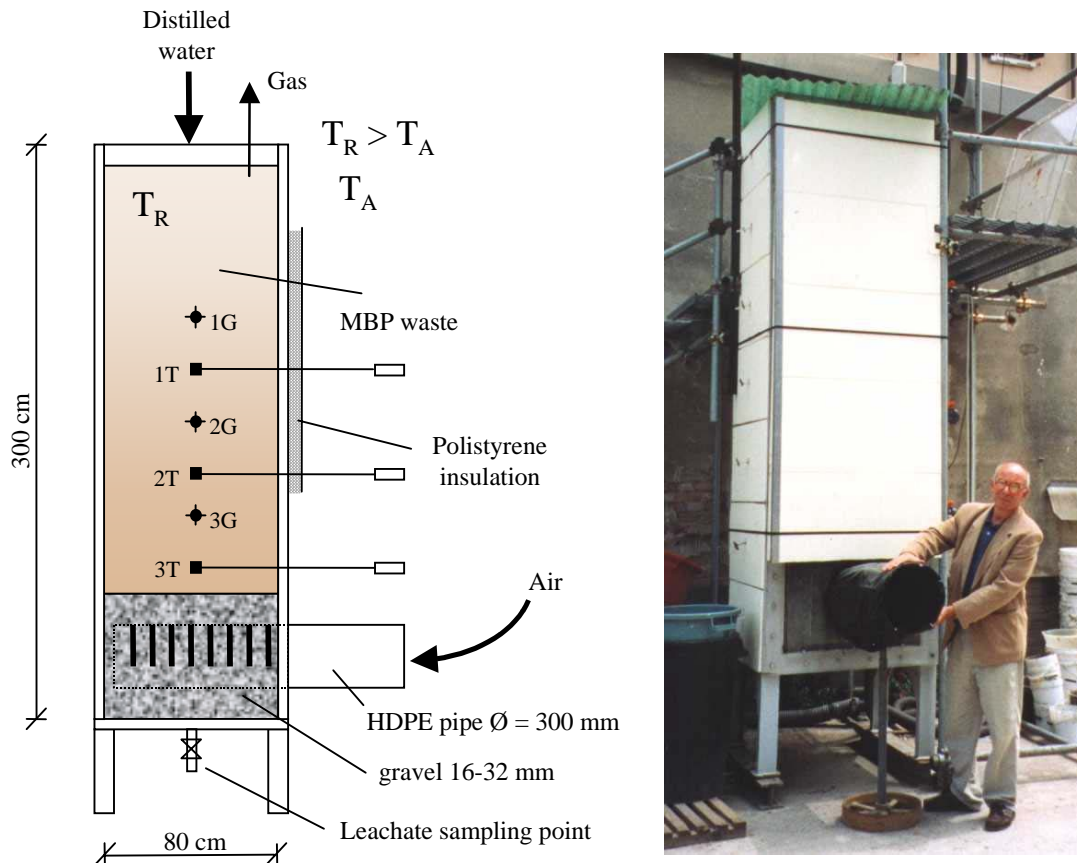 Distilled
water
Gas
T_R > T_A
T_A
T_R
1G
MBP waste
1T
2G
Polistyrene
insulation
2T
3G
3T
300 cm
Air
HDPE pipe Ø = 300 mm
gravel 16-32 mm
Leachate sampling point
80 cm